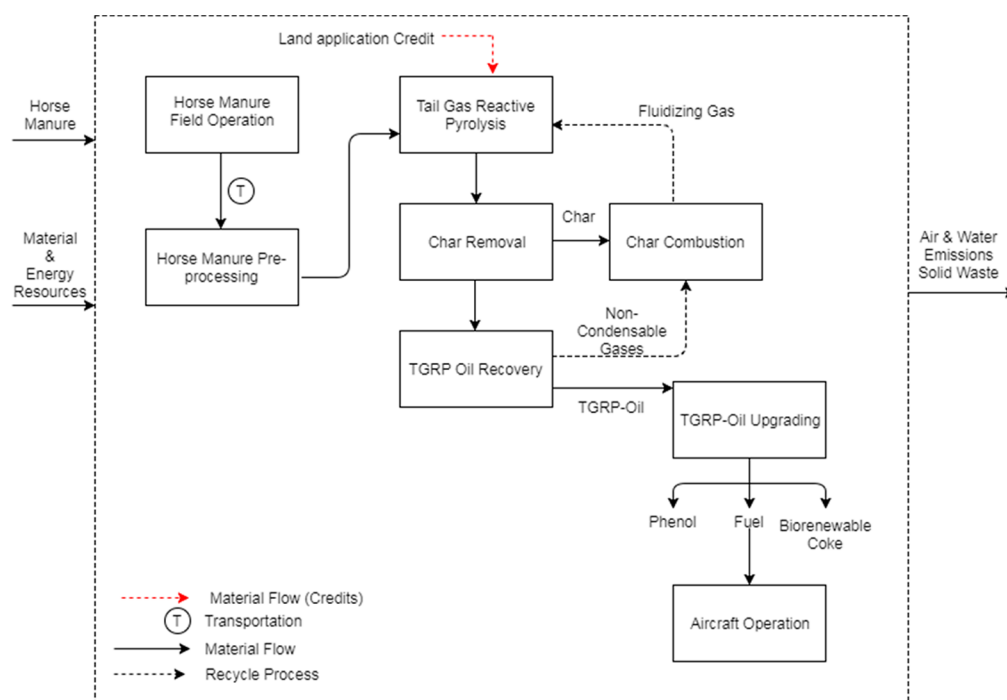 Land application Credit
Horse Manure
Field Operation
Tail Gas Reactive
Pyrolysis
Fluidizing Gas
Horse
Manure
T
Char Removal
Char
Char Combustion
Material
&
Energy
Resources
Horse Manure Pre-
processing
Air & Water
Emissions
Solid Waste
Non-
Condensable
Gases
TGRP Oil Recovery
TGRP-Oil
TGRP-Oil Upgrading
Phenol
Fuel
Biorenewable
Coke
Aircraft Operation
Material Flow (Credits)
T Transportation
Material Flow
Recycle Process